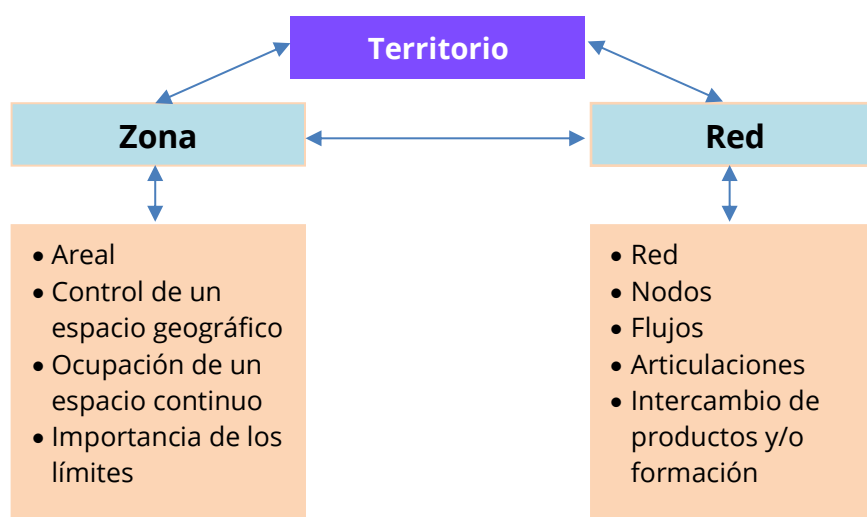 Territorio
Zona
Red
• Areal
• Control de un
espacio geográfico
• Ocupación de un
espacio continuo
• Importancia de los
límites
• Red
• Nodos
• Flujos
• Articulaciones
• Intercambio de
productos y/o
formación